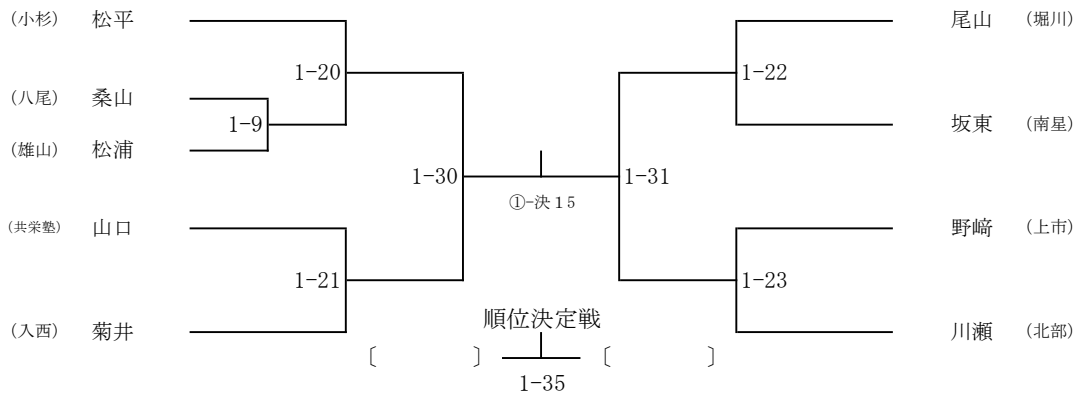 (小杉) 松平
1-20
(八尾) 桑山
1-9
(雄山) 松浦
1-30
(共栄塾) 山口
1-21
(入西) 菊井
①-決15
尾山 (堀川)
1-22
坂東 (南星)
1-31
野﨑 (上市)
1-23
川瀬 (北部)
順位決定戦
〔 〕 〔 〕
1-35